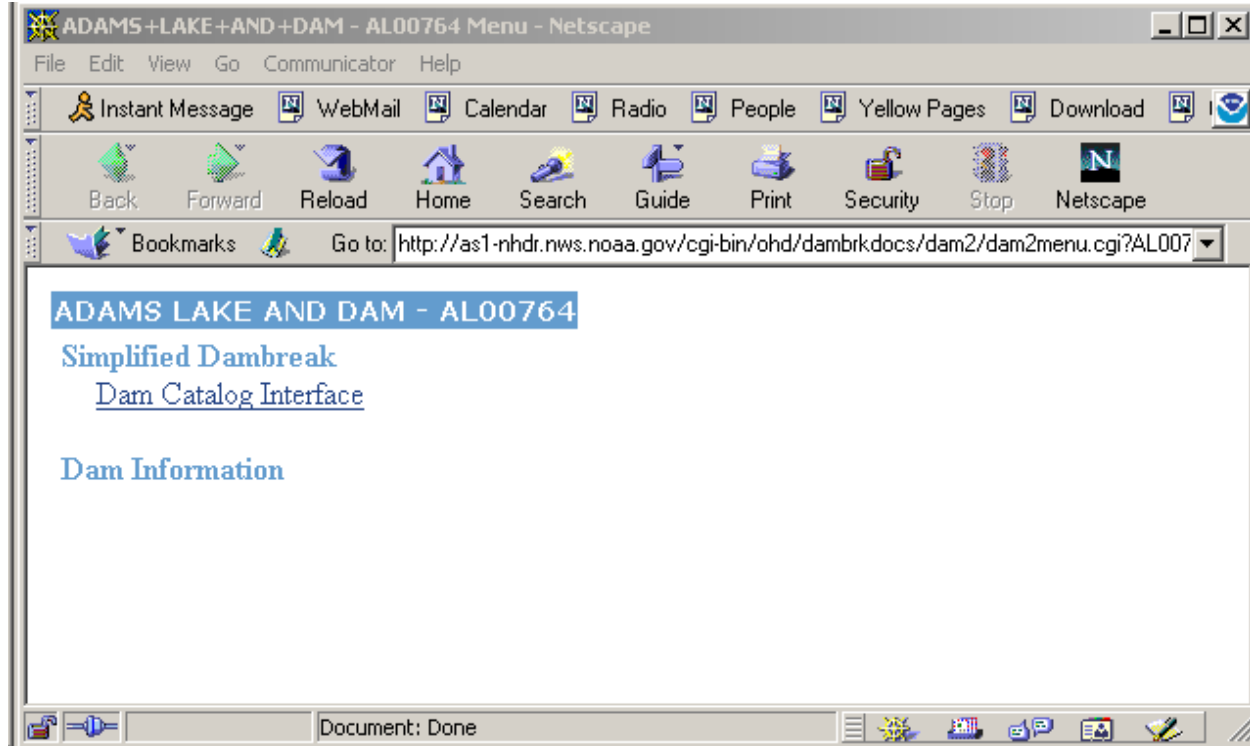 ADAMS+LAKE+AND+DAM - AL00764 Menu - Netscape
File Edit View Go Communicator Help
Instant Message WebMail Calendar Radio People Yellow Pages Download
Back Forward Reload Home Search Guide Print Security Stop Netscape
Bookmarks Go to: http://as1-nhdr.nws.noaa.gov/cgi-bin/ohd/dambrkdocs/dam2/dam2menu.cgi?AL007
ADAMS LAKE AND DAM - AL00764
Simplified Dambreak
Dam Catalog Interface
Dam Information
Document: Done